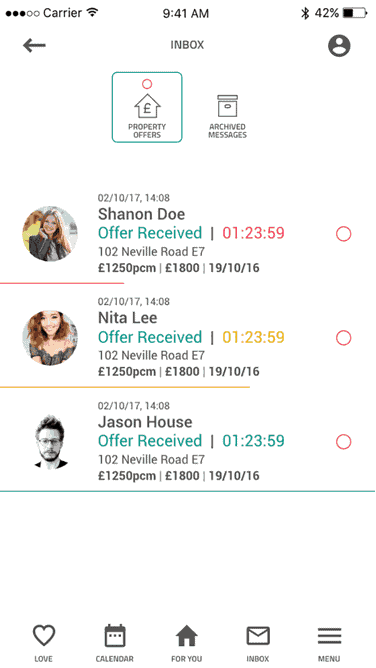 Carrier 9:41 AM 42%
INBOX
£
PROPERTY
OFFERS
ARCHIVED
MESSAGES
02/10/17, 14:08
Shanon Doe
Offer Received | 01:23:59
102 Neville Road E7
£1250pcm | £1800 | 19/10/16
02/10/17, 14:08
Nita Lee
Offer Received | 01:23:59
102 Neville Road E7
£1250pcm | £1800 | 19/10/16
02/10/17, 14:08
Jason House
Offer Received | 01:23:59
102 Neville Road E7
£1250pcm | £1800 | 19/10/16
LOVE CALENDAR FOR YOU INBOX MENU